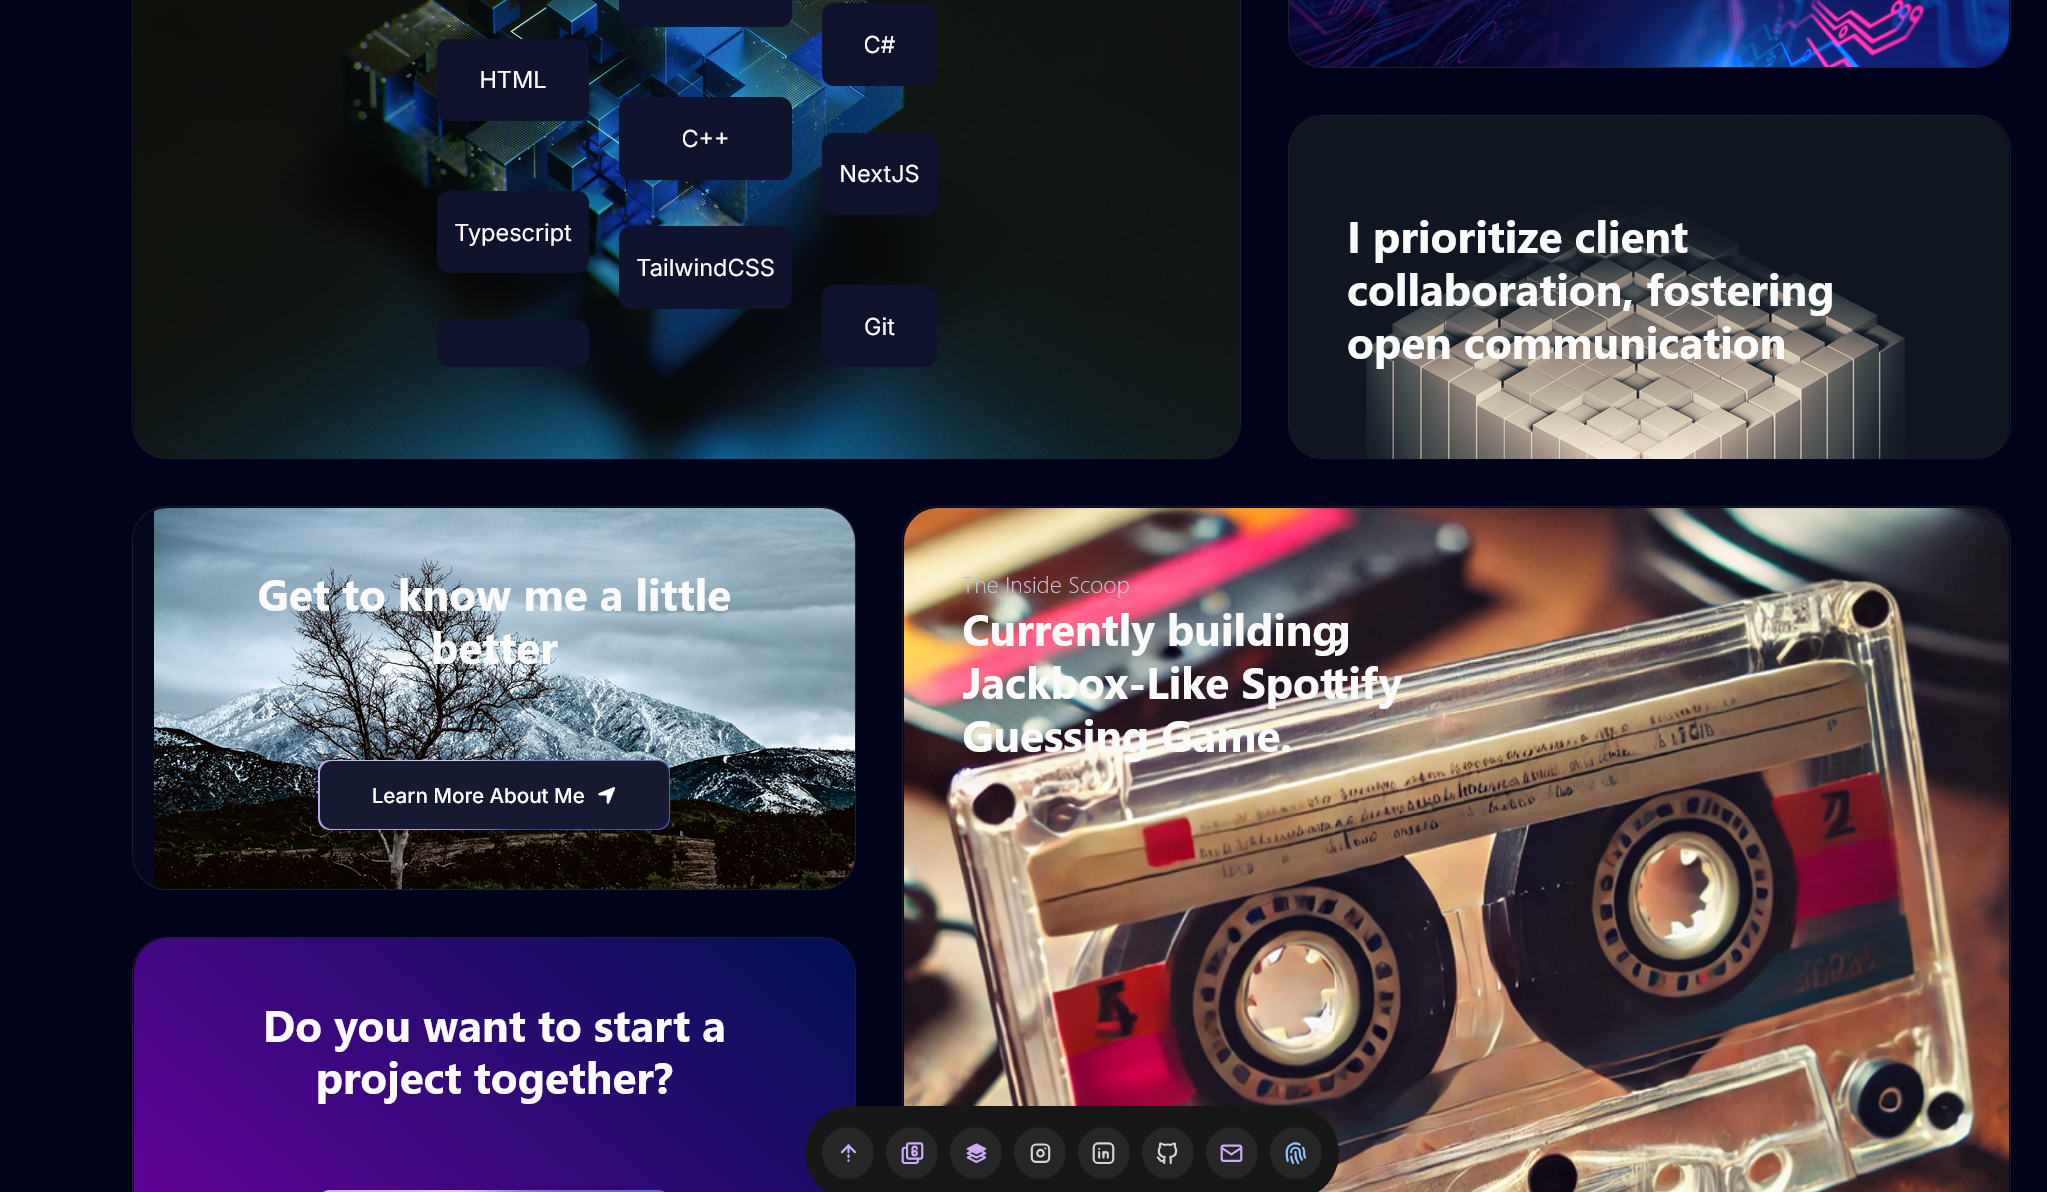 C#
HTML
C++
NextJS
Typescript
TailwindCSS
Git
I prioritize client
collaboration, fostering
open communication
Get to know me a little
better
Learn More About Me
The Inside Scoop
Currently building
Jackbox-Like Spottify
Guessing Game.
Do you want to start a
project together?
6
in